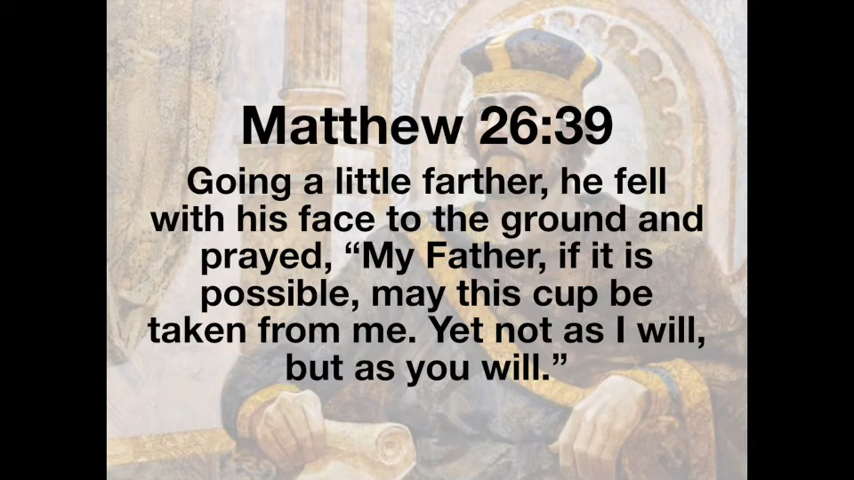 Matthew 26:39
Going a little farther, he fell
with his face to the ground and
prayed, “My Father, if it is
possible, may this cup be
taken from me. Yet not as I will,
but as you will.”